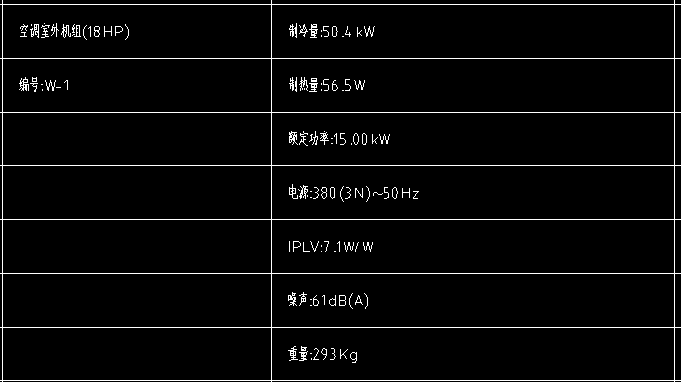 空调室外机组(18HP)
制冷量:50.4kW
编号:W-1
制热量:56.5W
额定功率:15.00kW
电源:380(3N)~50Hz
IPLV:7.1W/W
噪声:61dB(A)
重量:293Kg